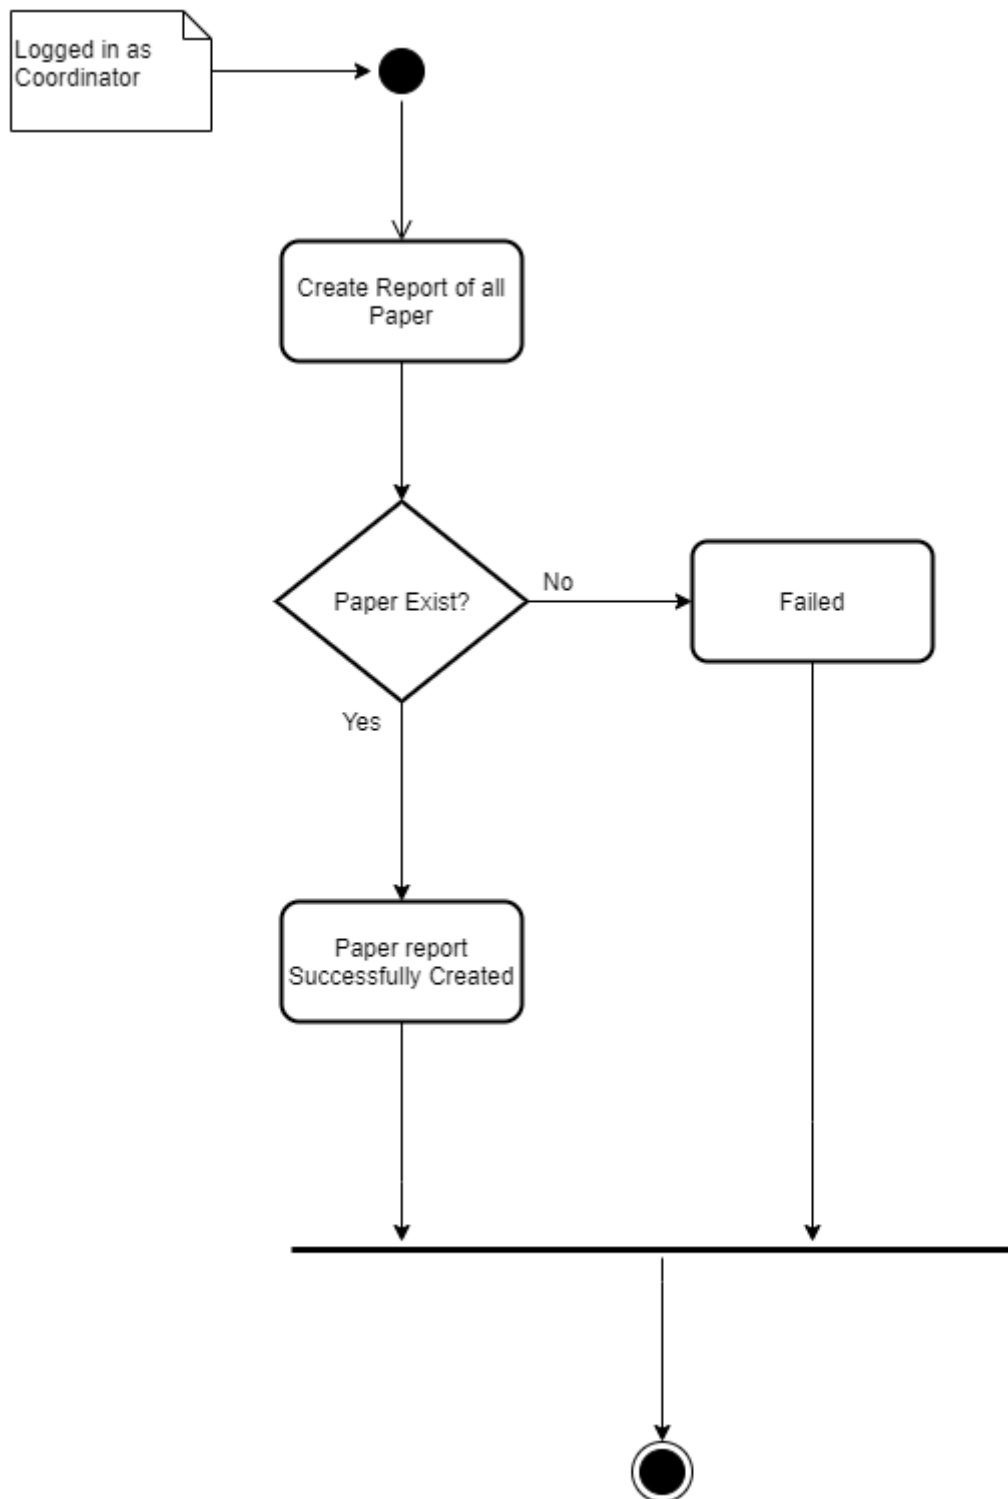 Logged in as
Coordinator
Create Report of all
Paper
Paper Exist?
No
Failed
Yes
Paper report
Successfully Created